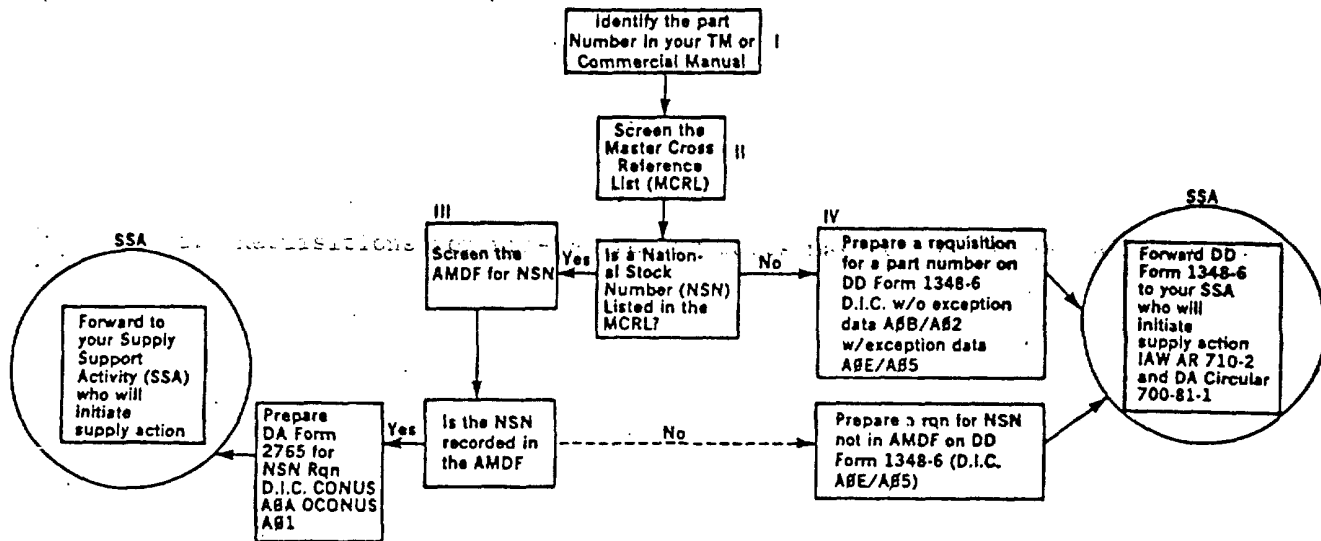 Identify the part
Number in your TM or
Commercial Manual
I
Screen the
Master Cross
Reference
List (MCRL)
II
III
Screen the
AMDF for NSN
Yes
Is a Nation-
al Stock
Number (NSN)
Listed in the
MCRL?
No
IV
Prepare a requisition
for a part number on
DD Form 1348-6
D.I.C. w/o exception
data AØB/AØ2
w/exception data
AØE/AØ5
SSA
Forward DD
Form 1348-6
to your SSA
who will
initiate
supply action
IAW AR 710-2
and DA Circular
700-81-1
SSA
Forward to
your Supply
Support
Activity (SSA)
who will
initiate
supply action
Prepare
DA Form
2765 for
NSN Rqn
D.I.C. CONUS
AØA OCONUS
AØ1
Yes
Is the NSN
recorded in
the AMDF
No
Prepare a rqn for NSN
not in AMDF on DD
Form 1348-6 (D.I.C.
AØE/AØ5)